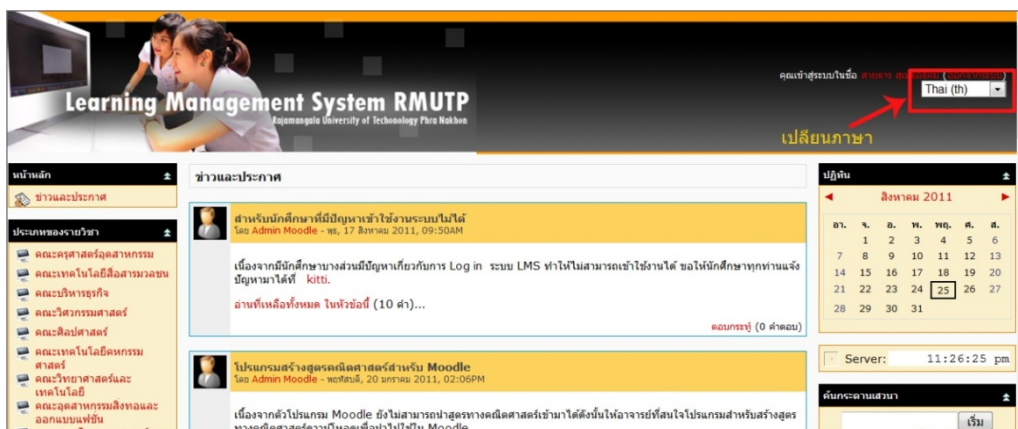 Learning Management System RMUTP
Rajamangala University of Techonology Phra Nakhon
คุณเข้าสู่ระบบในชื่อ
Thai (th)
เปลี่ยนภาษา
หน้าหลัก
ข่าวและประกาศ
ประเภทของรายวิชา
คณะครุศาสตร์อุตสาหกรรม
คณะเทคโนโลยีสื่อสารมวลชน
คณะบริหารธุรกิจ
คณะวิศวกรรมศาสตร์
คณะศิลปศาสตร์
คณะเทคโนโลยีคหกรรม
ศาสตร์
คณะวิทยาศาสตร์และ
เทคโนโลยี
คณะอุตสาหกรรมสิ่งทอและ
ออกแบบแฟชั่น
ข่าวและประกาศ
สำหรับนักศึกษาที่มีปัญหาเข้าใช้งานระบบไม่ได้
โดย Admin Moodle - พุธ, 17 สิงหาคม 2011, 09:50AM
เนื่องจากมีนักศึกษาบางส่วนมีปัญหาเกี่ยวกับการ Log in ระบบ LMS ทำให้ไม่สามารถเข้าใช้งานได้ ขอให้นักศึกษาทุกท่านแจ้ง
ปัญหามาได้ที่ kitti.
อ่านที่เหลือทั้งหมด ในหัวข้อนี้ (10 คำ)...
ตอบกระทู้ (0 คำตอบ)
โปรแกรมสร้างสูตรคณิตศาสตร์สำหรับ Moodle
โดย Admin Moodle - พฤหัสบดี, 20 มกราคม 2011, 02:06PM
เนื่องจากตัวโปรแกรม Moodle ยังไม่สามารถนำสูตรทางคณิตศาสตร์เข้ามาได้ดังนั้นให้อาจารย์ที่สนใจโปรแกรมสำหรับสร้างสูตร
ทางคณิตศาสตร์ดาวน์โหลดเพื่อนำไปใช้ใน Moodle
ปฏิทิน
สิงหาคม 2011
อา. จ. อ. พ. พฤ. ศ. ส.
1 2 3 4 5 6
7 8 9 10 11 12 13
14 15 16 17 18 19 20
21 22 23 24 25 26 27
28 29 30 31
Server: 11:26:25 pm
ค้นกระดานเสวนา
เริ่ม